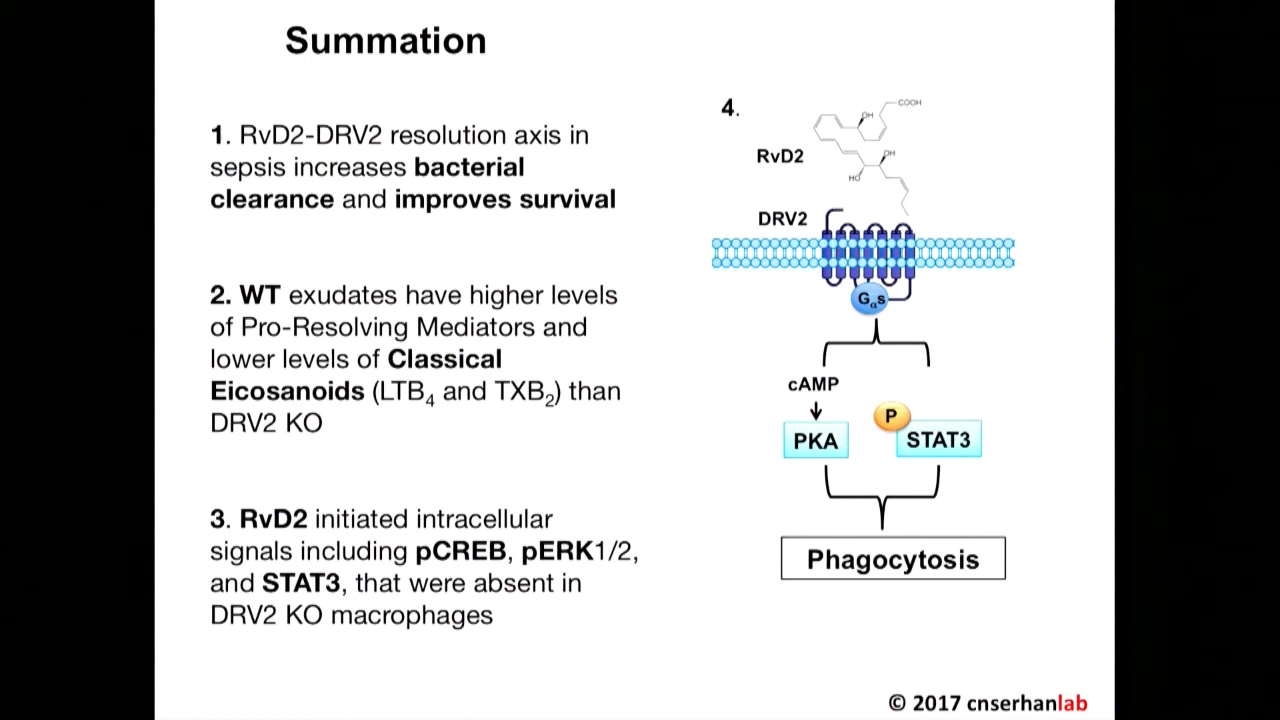 Summation
1. RvD2-DRV2 resolution axis in
sepsis increases bacterial
clearance and improves survival
2. WT exudates have higher levels
of Pro-Resolving Mediators and
lower levels of Classical
Eicosanoids (LTB₄ and TXB₂) than
DRV2 KO
3. RvD2 initiated intracellular
signals including pCREB, pERK1/2,
and STAT3, that were absent in
DRV2 KO macrophages
4.
COOH
OH
RvD2
OH
HO
DRV2
Gαs
cAMP
P
PKA
STAT3
Phagocytosis
© 2017 cnserhanlab